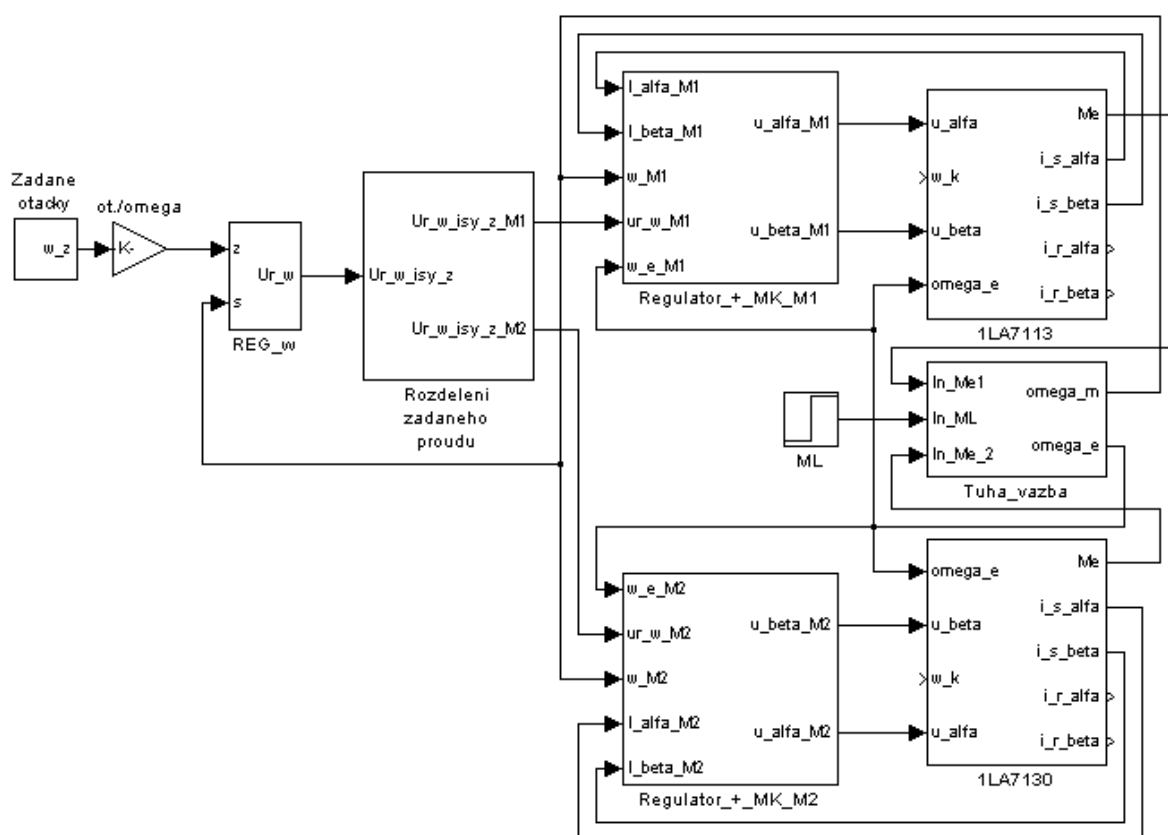 Zadane
otacky
w_z
ot./omega
K-
z
s
Ur_w
REG_w
Ur_w_isy_z
Ur_w_isy_z_M1
Ur_w_isy_z_M2
Rozdeleni
zadaneho
proudu
I_alfa_M1
I_beta_M1
w_M1
ur_w_M1
w_e_M1
u_alfa_M1
u_beta_M1
Regulator_+_MK_M1
u_alfa
w_k
u_beta
omega_e
Me
i_s_alfa
i_s_beta
i_r_alfa
i_r_beta
1LA7113
ML
In_Me1
In_ML
In_Me_2
omega_m
omega_e
Tuha_vazba
w_e_M2
ur_w_M2
w_M2
I_alfa_M2
I_beta_M2
u_beta_M2
u_alfa_M2
Regulator_+_MK_M2
omega_e
u_beta
w_k
u_alfa
Me
i_s_alfa
i_s_beta
i_r_alfa
i_r_beta
1LA7130